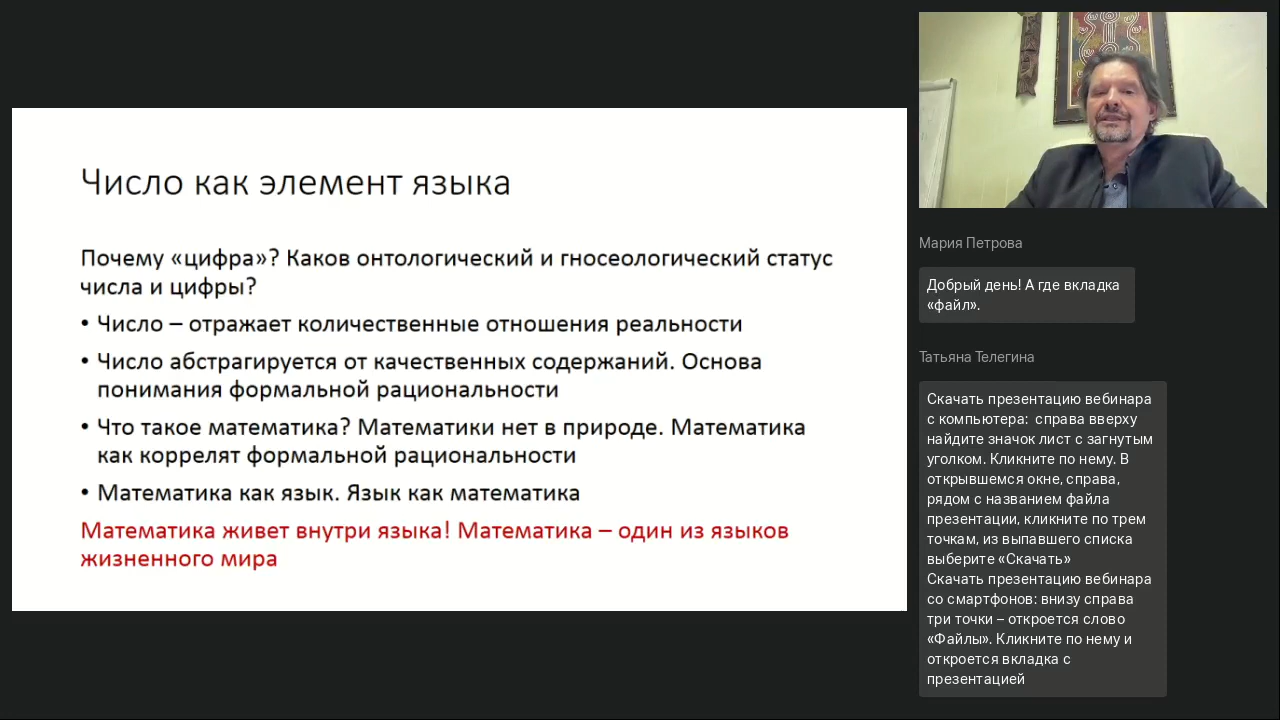 Число как элемент языка
Почему «цифра»? Каков онтологический и гносеологический статус
числа и цифры?
• Число – отражает количественные отношения реальности
• Число абстрагируется от качественных содержаний. Основа
понимания формальной рациональности
• Что такое математика? Математики нет в природе. Математика
как коррелят формальной рациональности
• Математика как язык. Язык как математика
Математика живет внутри языка! Математика – один из языков
жизненного мира
Мария Петрова
Добрый день! А где вкладка
«файл».
Татьяна Телегина
Скачать презентацию вебинара
с компьютера:  справа вверху
найдите значок лист с загнутым
уголком. Кликните по нему. В
открывшемся окне, справа,
рядом с названием файла
презентации, кликните по трем
точкам, из выпавшего списка
выберите «Скачать»
Скачать презентацию вебинара
со смартфонов: внизу справа
три точки – откроется слово
«Файлы». Кликните по нему и
откроется вкладка с
презентацией